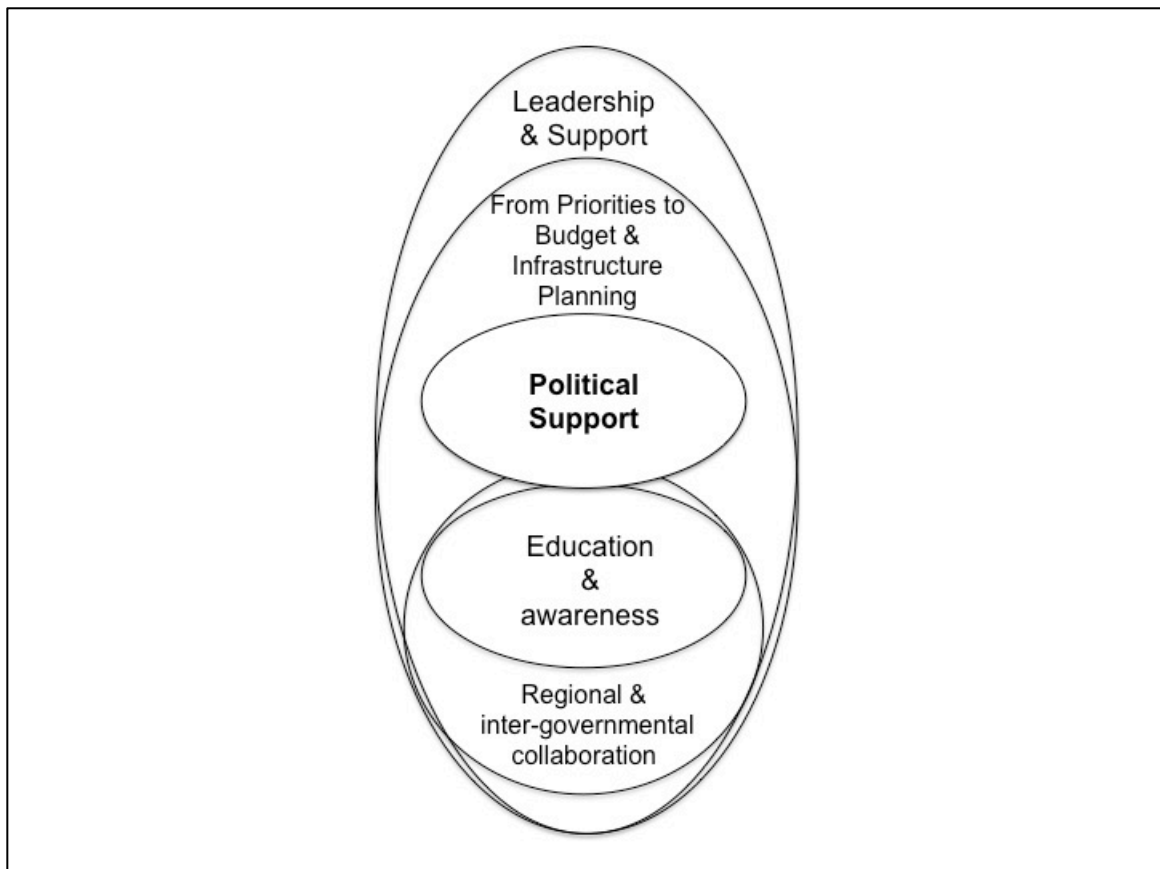 Leadership
& Support
From Priorities to
Budget &
Infrastructure
Planning
Political
Support
Education
&
awareness
Regional &
inter-governmental
collaboration